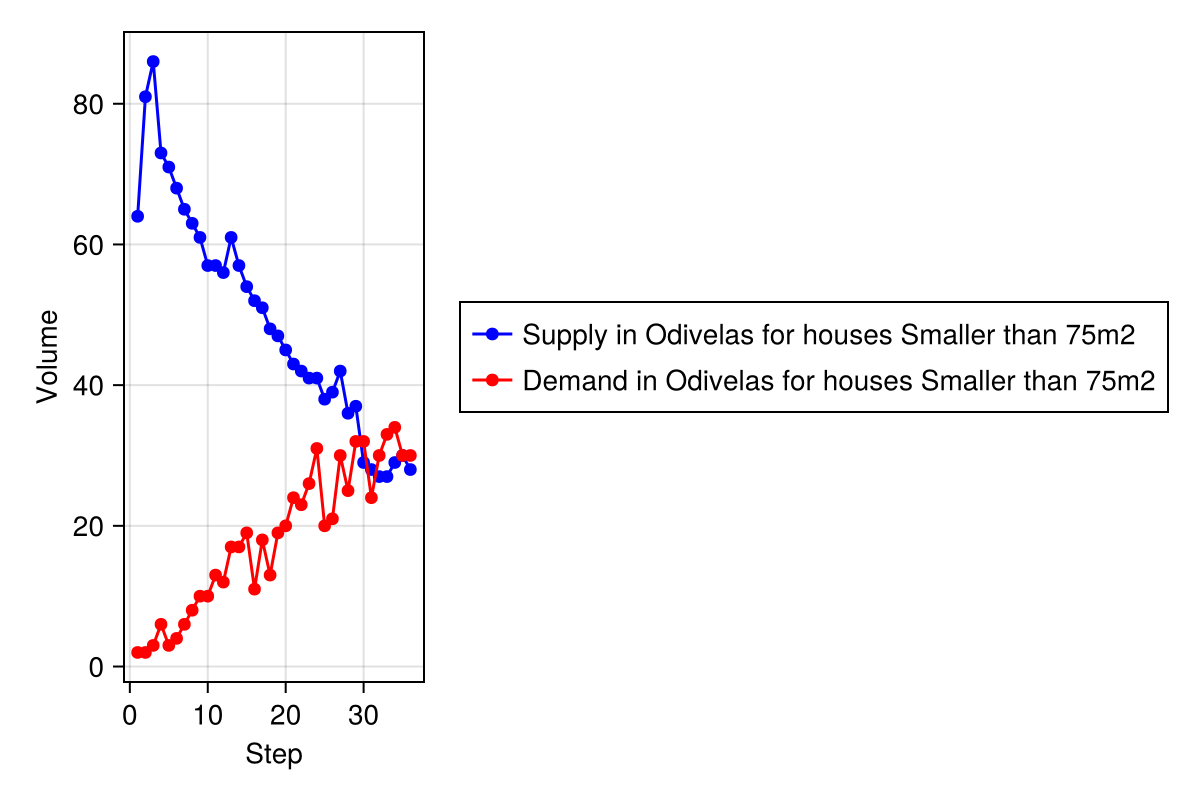 80
60
40
20
0
Volume
0 10 20 30
Step
Supply in Odivelas for houses Smaller than 75m2
Demand in Odivelas for houses Smaller than 75m2